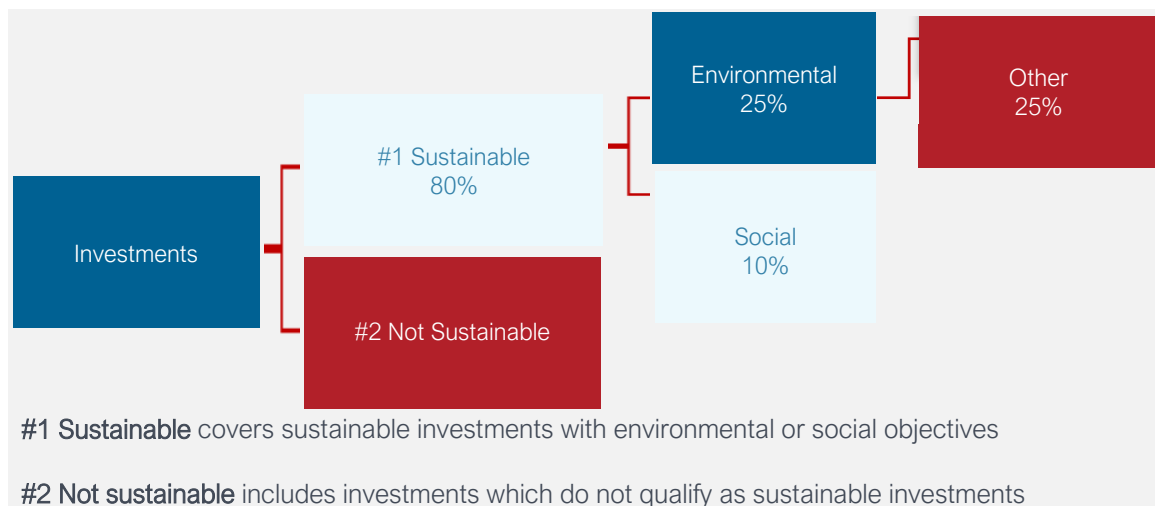 Environmental
25%
Other
25%
#1 Sustainable
80%
Investments
Social
10%
#2 Not Sustainable
#1 Sustainable covers sustainable investments with environmental or social objectives
#2 Not sustainable includes investments which do not qualify as sustainable investments